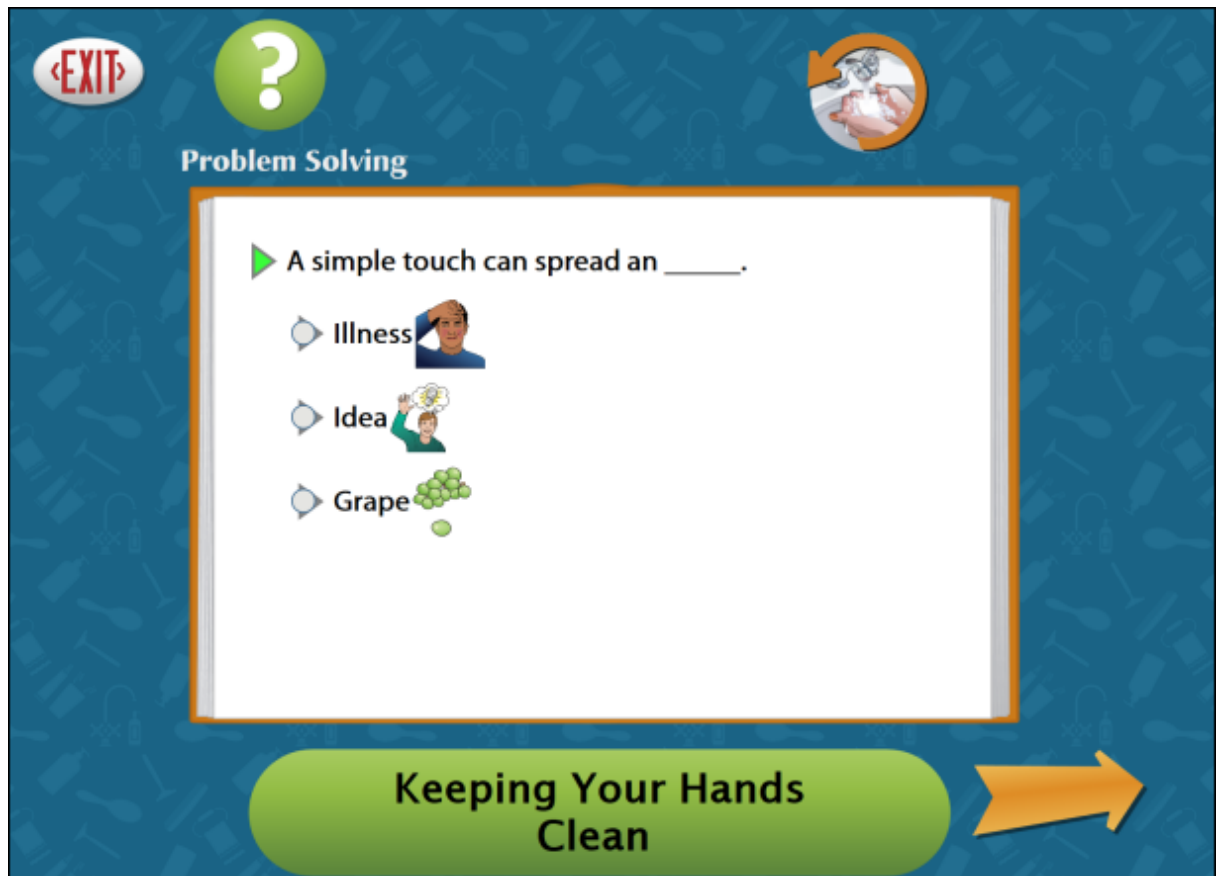 <EXIT>
?
Problem Solving
A simple touch can spread an _____.
Illness
Idea
Grape
Keeping Your Hands
Clean